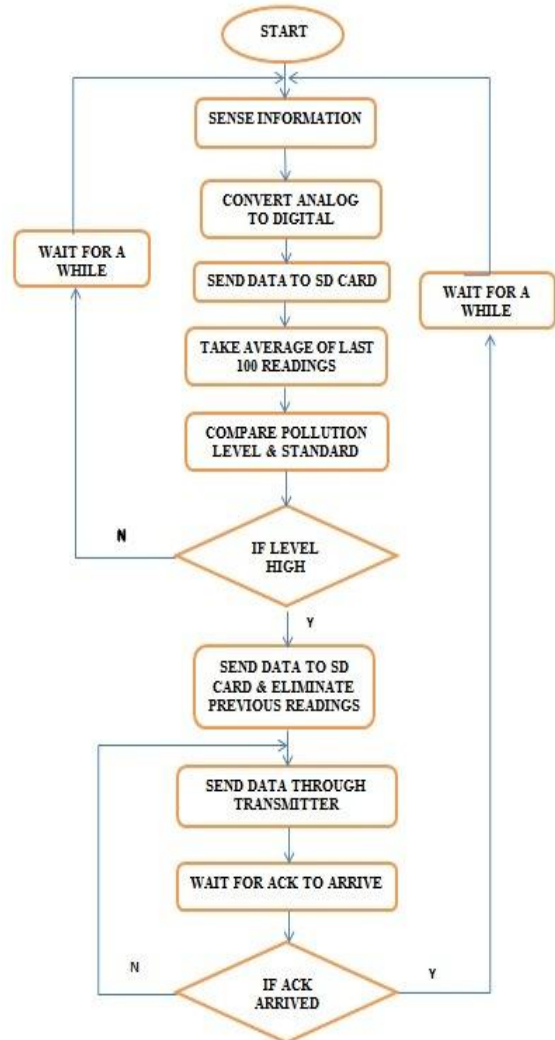 START
SENSE INFORMATION
CONVERT ANALOG
TO DIGITAL
WAIT FOR A
WHILE
SEND DATA TO SD CARD
WAIT FOR A
WHILE
TAKE AVERAGE OF LAST
100 READINGS
COMPARE POLLUTION
LEVEL & STANDARD
N
IF LEVEL
HIGH
Y
SEND DATA TO SD
CARD & ELIMINATE
PREVIOUS READINGS
SEND DATA THROUGH
TRANSMITTER
WAIT FOR ACK TO ARRIVE
N
IF ACK
ARRIVED
Y